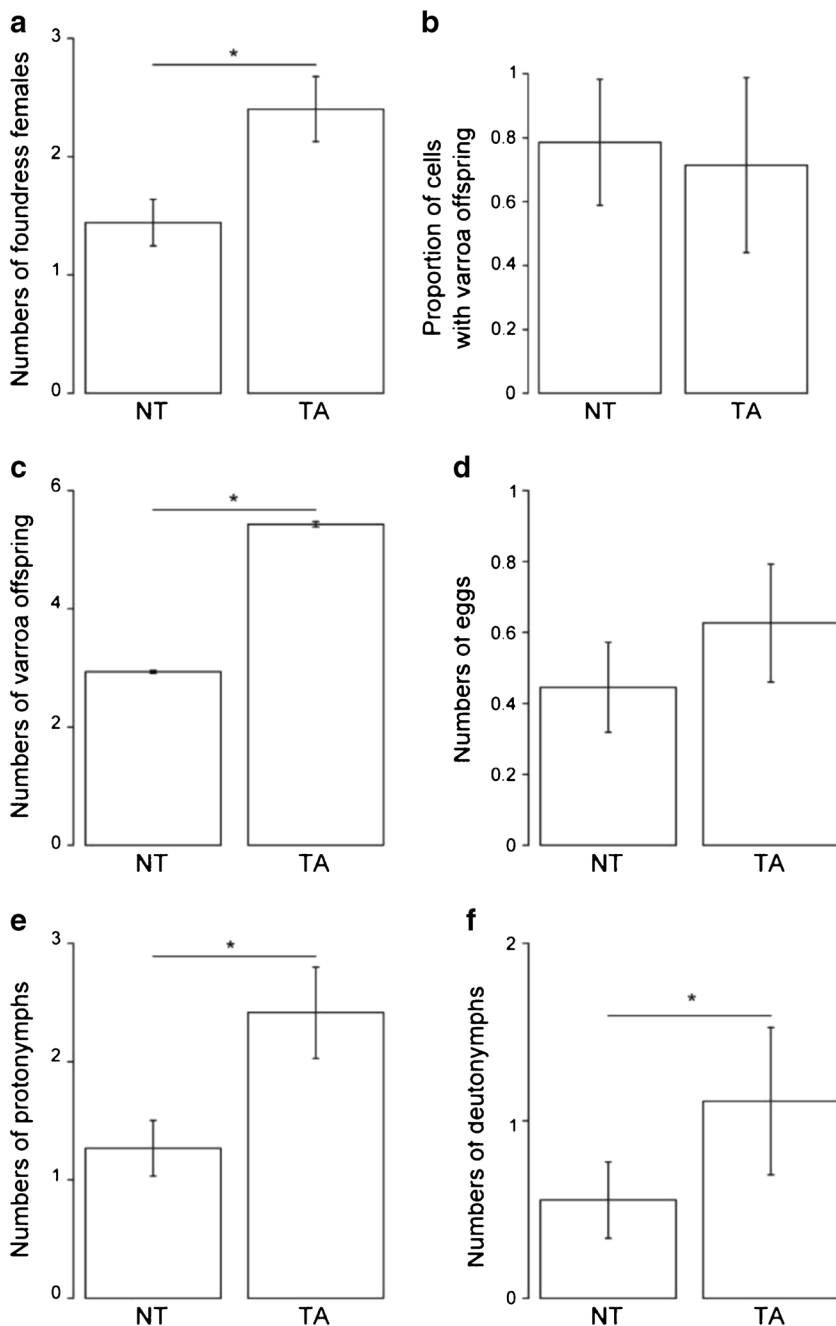 a
Numbers of foundress females
3
2
1
0
*
NT TA
b
Proportion of cells
with varroa offspring
1
0.8
0.6
0.4
0.2
0
NT TA
c
Numbers of varroa offspring
6
4
2
0
*
NT TA
d
Numbers of eggs
1
0.8
0.6
0.4
0.2
0
NT TA
e
Numbers of protonymphs
3
2
1
0
*
NT TA
f
Numbers of deutonymphs
2
1
0
*
NT TA